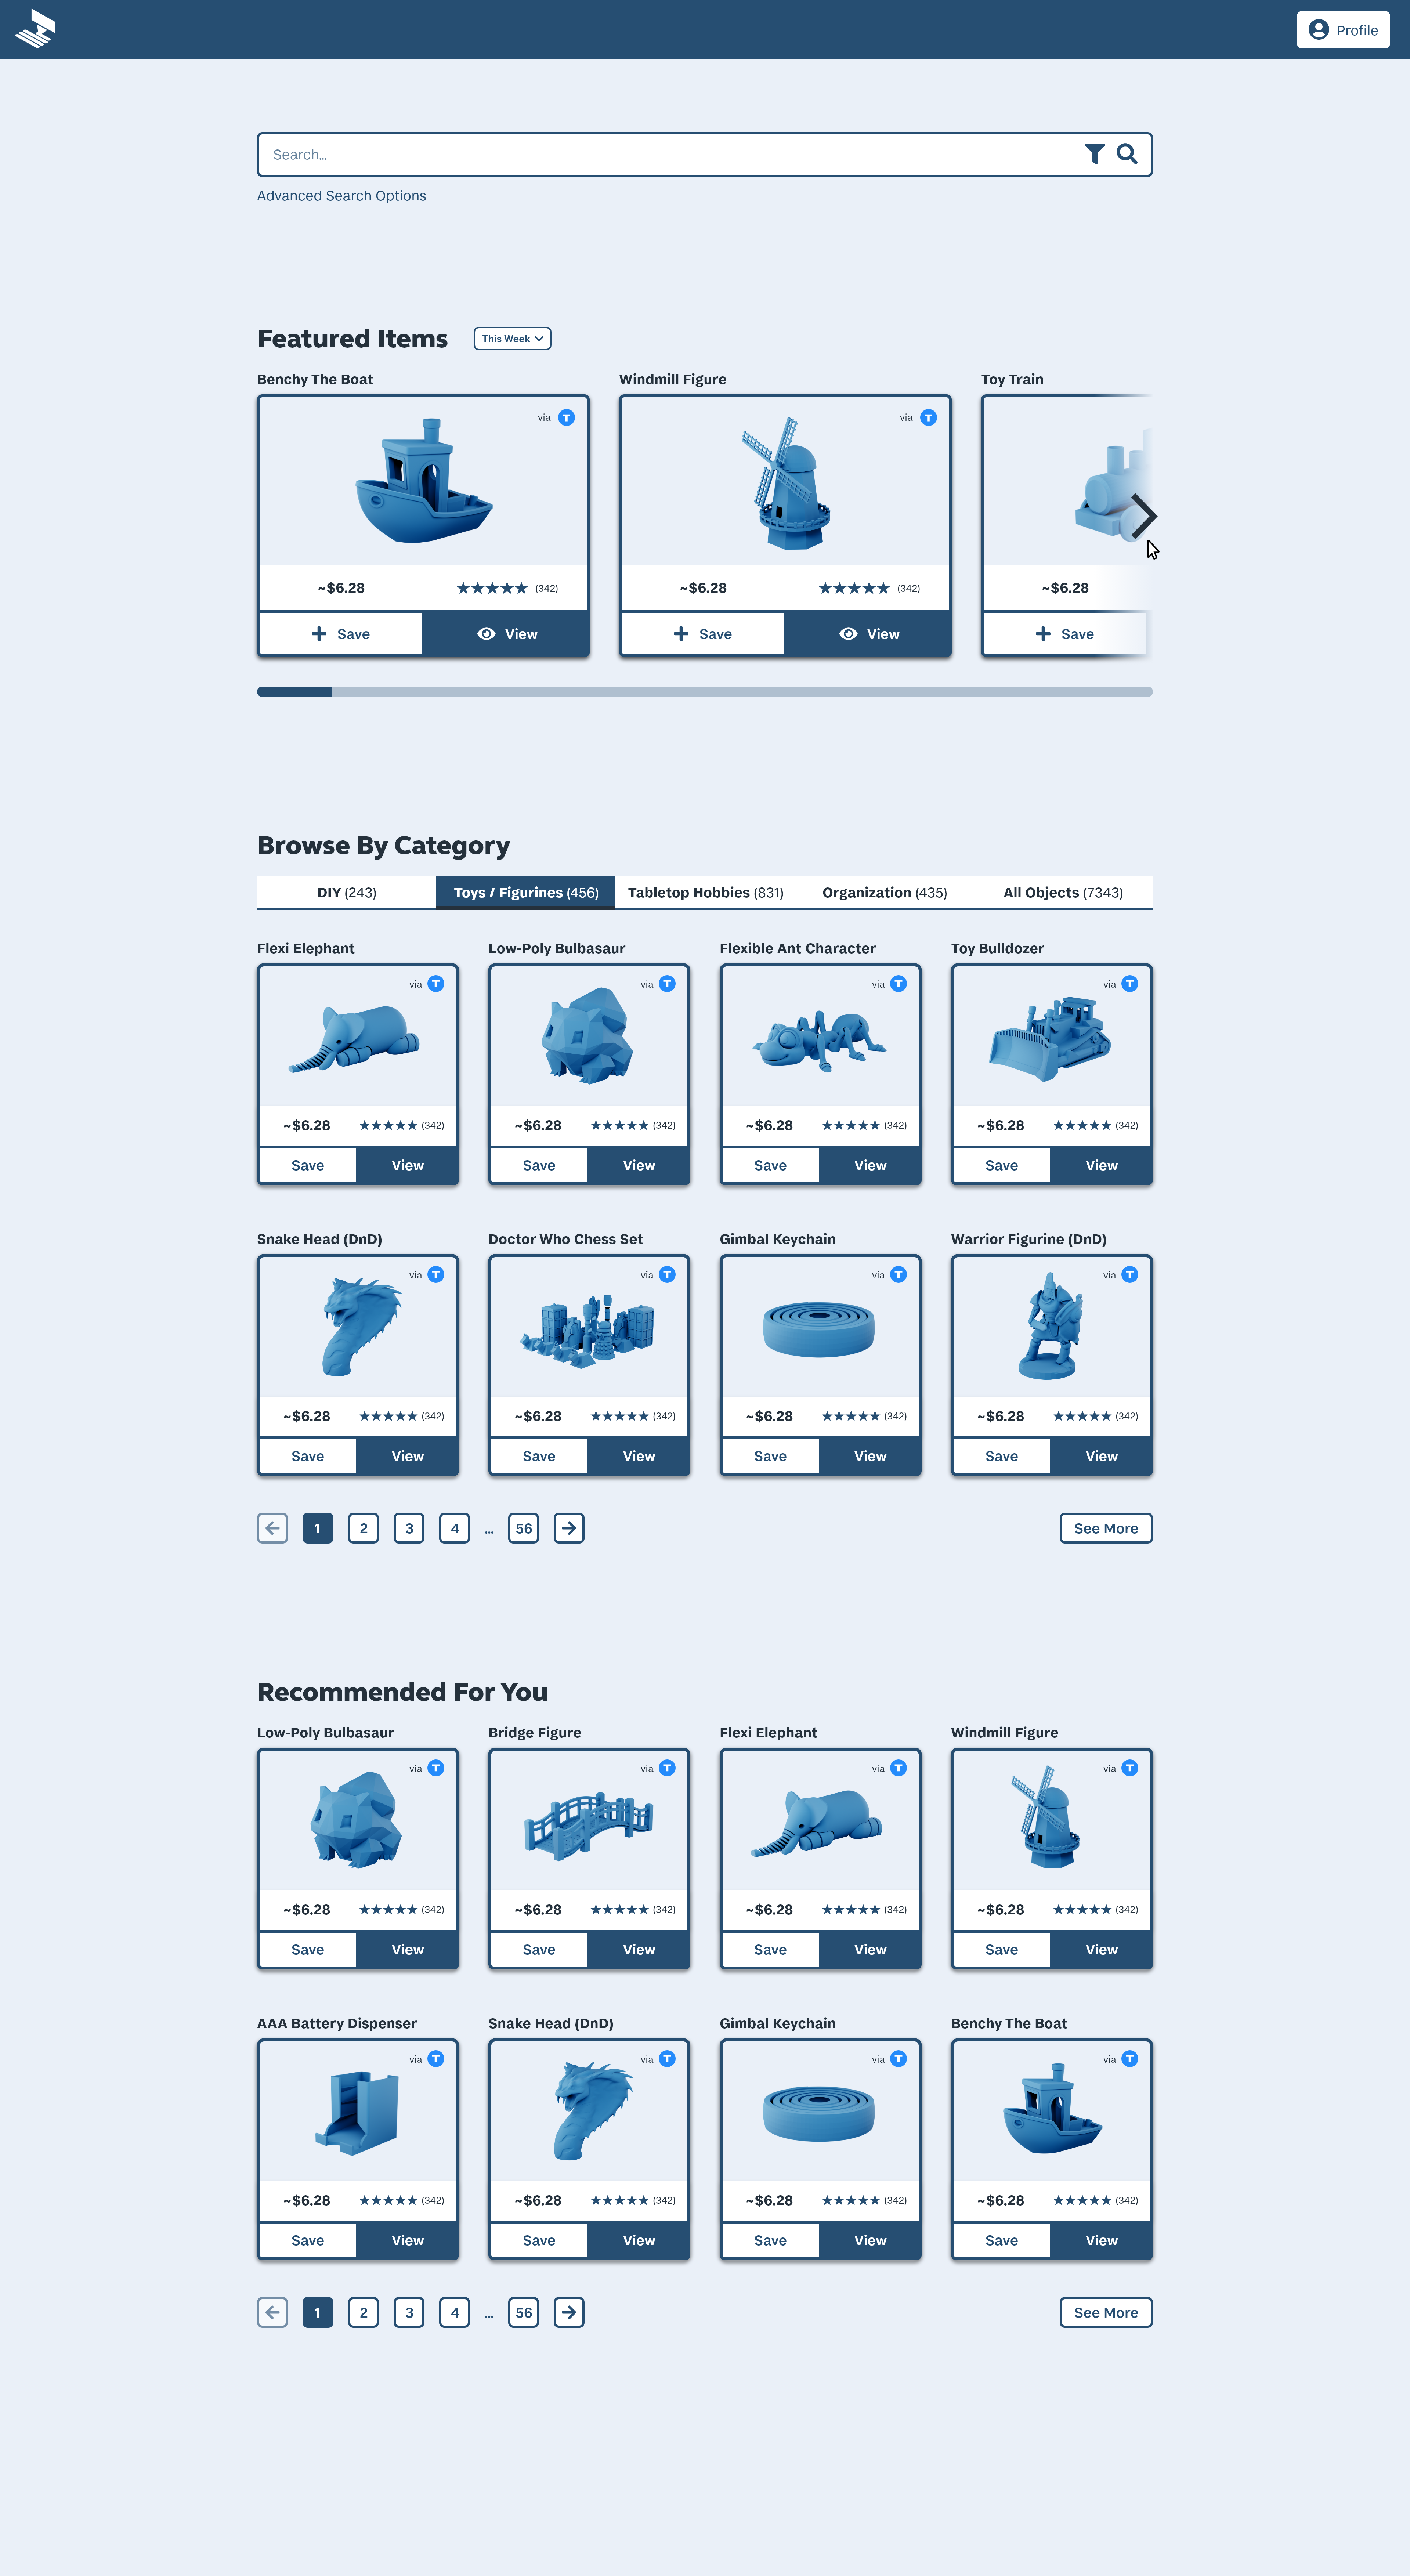 Profile
Search...
Advanced Search Options
Featured Items This Week
Benchy The Boat Windmill Figure Toy Train
via T via T
~$6.28 ★★★★★ (342) ~$6.28 ★★★★★ (342) ~$6.28
Save View Save View Save
Browse By Category
DIY (243) Toys / Figurines (456) Tabletop Hobbies (831) Organization (435) All Objects (7343)
Flexi Elephant Low-Poly Bulbasaur Flexible Ant Character Toy Bulldozer
via T via T via T via T
~$6.28 ★★★★★ (342) ~$6.28 ★★★★★ (342) ~$6.28 ★★★★★ (342) ~$6.28 ★★★★★ (342)
Save View Save View Save View Save View
Snake Head (DnD) Doctor Who Chess Set Gimbal Keychain Warrior Figurine (DnD)
via T via T via T via T
~$6.28 ★★★★★ (342) ~$6.28 ★★★★★ (342) ~$6.28 ★★★★★ (342) ~$6.28 ★★★★★ (342)
Save View Save View Save View Save View
1 2 3 4 ... 56 See More
Recommended For You
Low-Poly Bulbasaur Bridge Figure Flexi Elephant Windmill Figure
via T via T via T via T
~$6.28 ★★★★★ (342) ~$6.28 ★★★★★ (342) ~$6.28 ★★★★★ (342) ~$6.28 ★★★★★ (342)
Save View Save View Save View Save View
AAA Battery Dispenser Snake Head (DnD) Gimbal Keychain Benchy The Boat
via T via T via T via T
~$6.28 ★★★★★ (342) ~$6.28 ★★★★★ (342) ~$6.28 ★★★★★ (342) ~$6.28 ★★★★★ (342)
Save View Save View Save View Save View
1 2 3 4 ... 56 See More